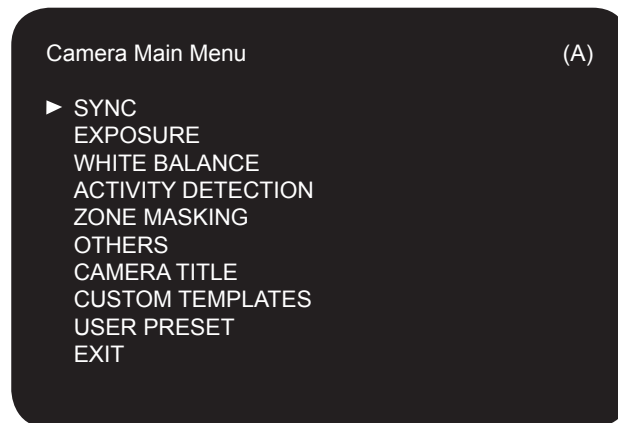 Camera Main Menu (A)
► SYNC
EXPOSURE
WHITE BALANCE
ACTIVITY DETECTION
ZONE MASKING
OTHERS
CAMERA TITLE
CUSTOM TEMPLATES
USER PRESET
EXIT